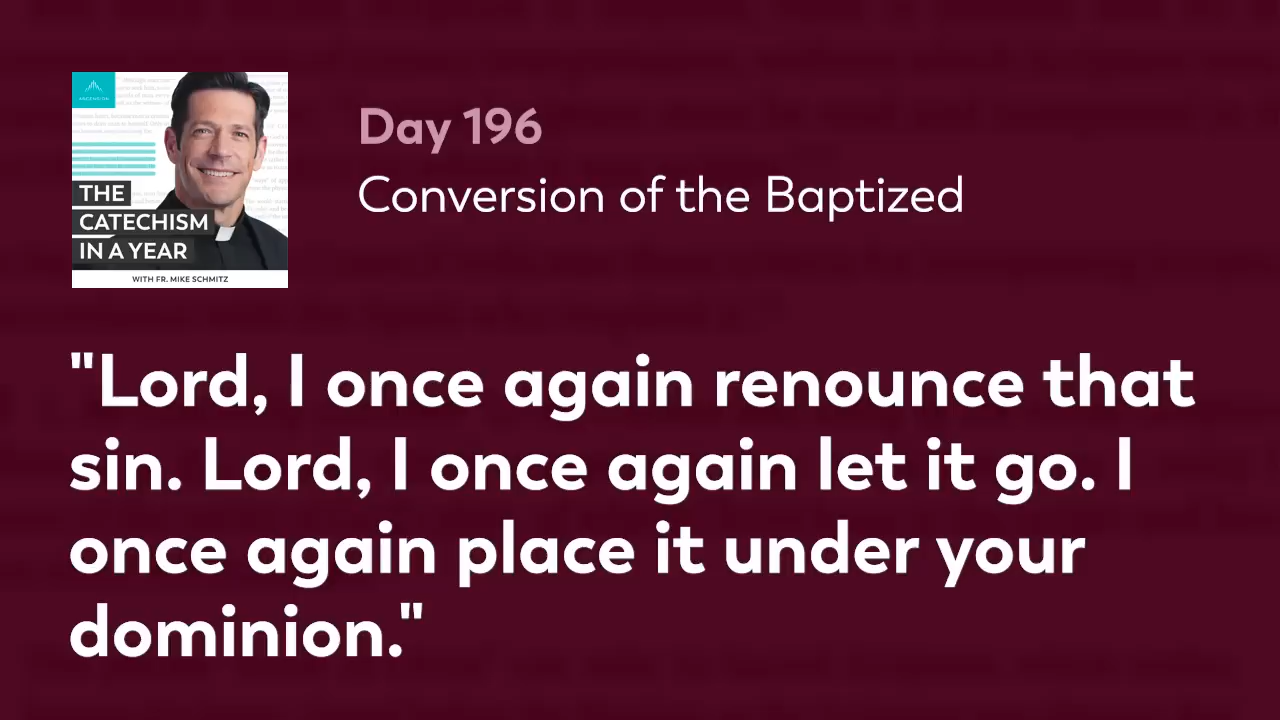 ASCENSION
THE
CATECHISM
IN A YEAR
WITH FR. MIKE SCHMITZ
Day 196
Conversion of the Baptized
"Lord, I once again renounce that
sin. Lord, I once again let it go. I
once again place it under your
dominion."